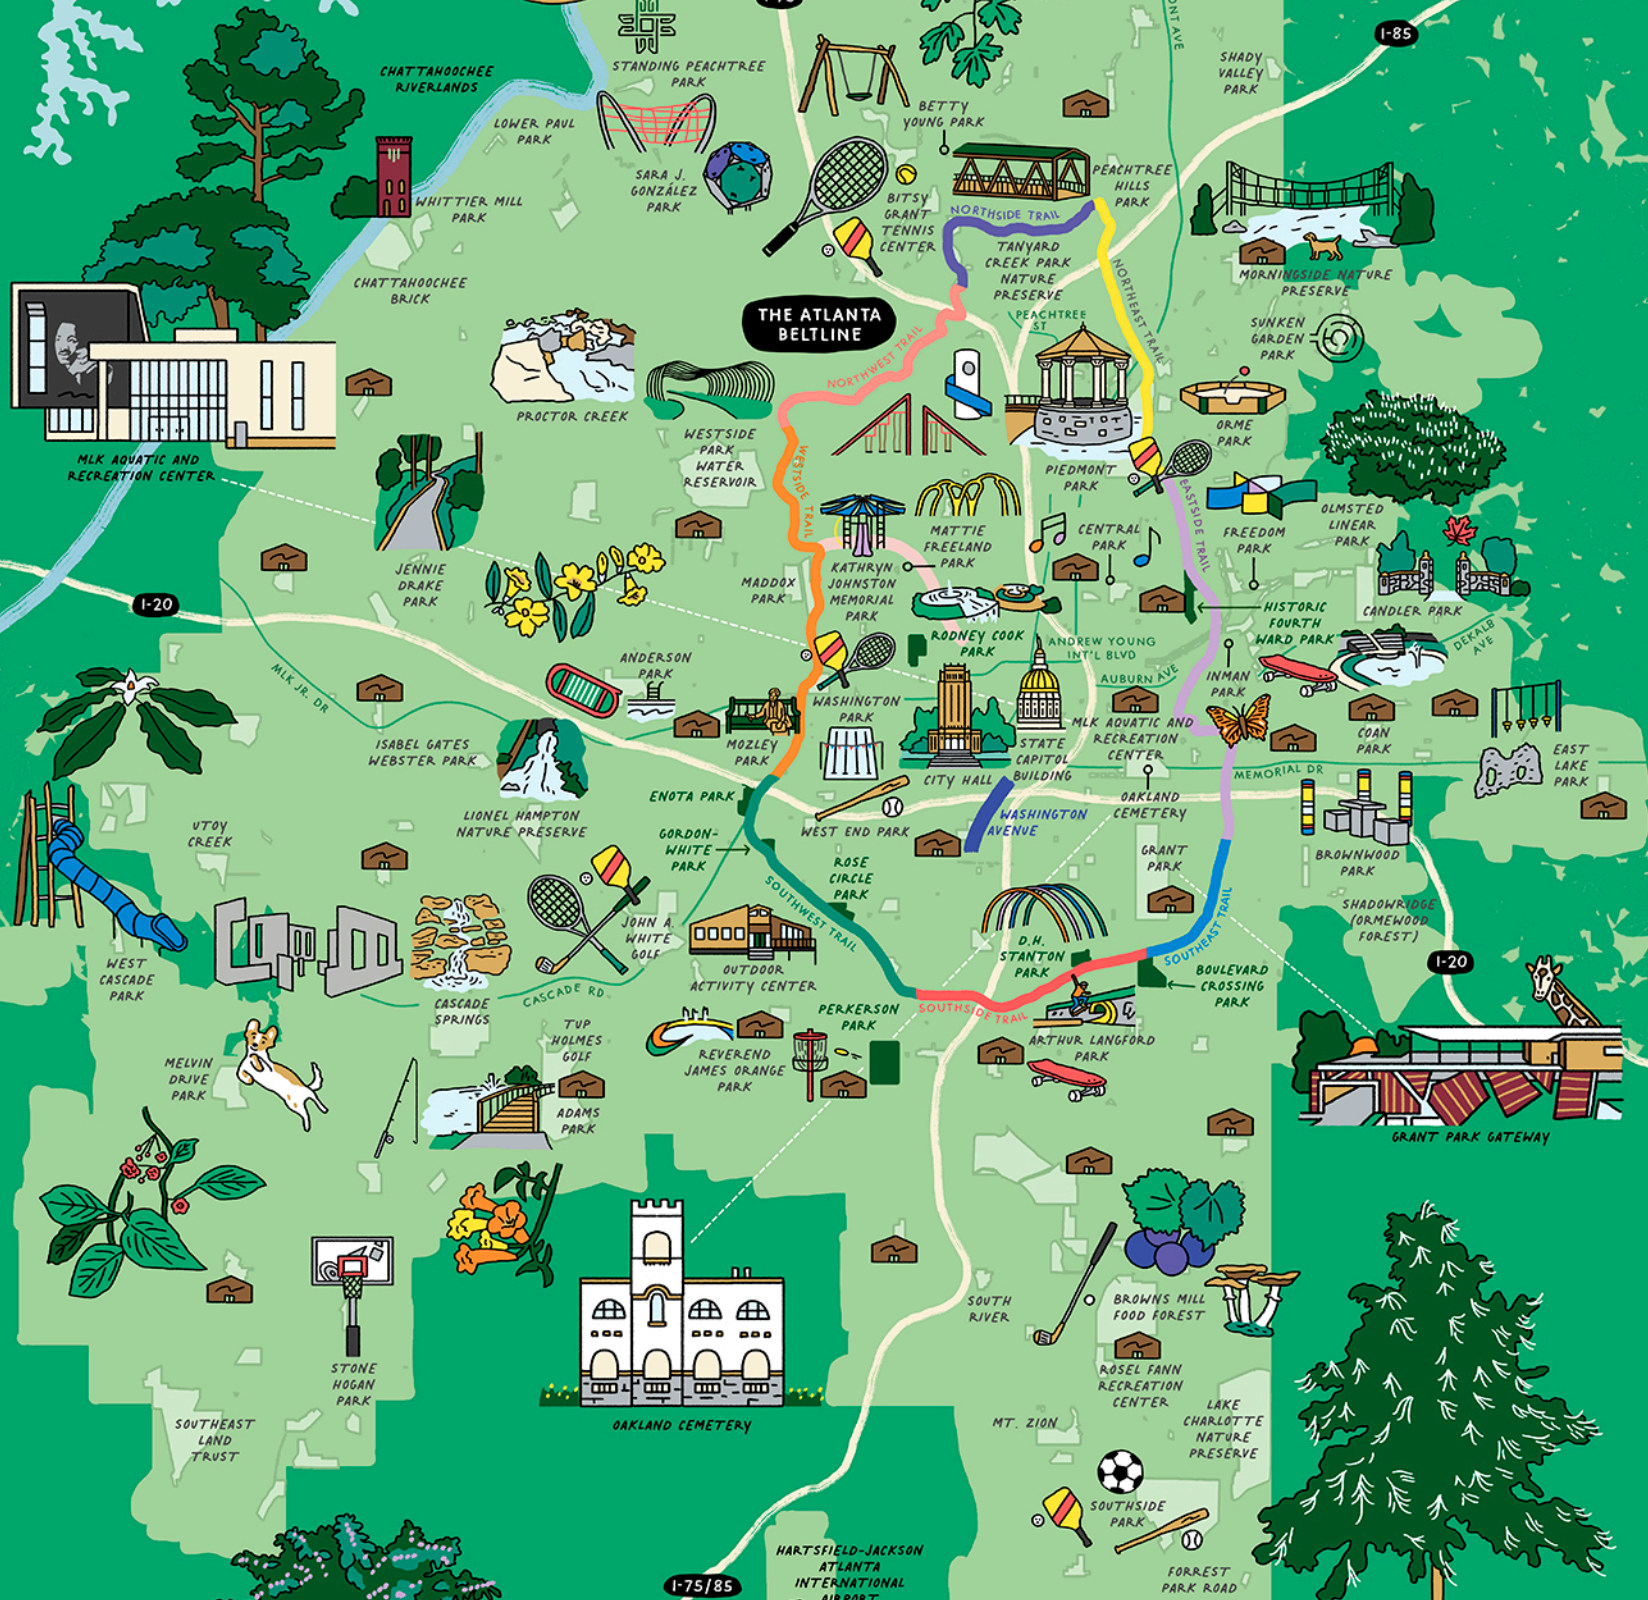 ONT AVE
I-85
CHATTAHOOCHEE
RIVERLANDS
STANDING PEACHTREE
PARK
SHADY
VALLEY
PARK
LOWER PAUL
PARK
BETTY
YOUNG PARK
SARA J.
GONZÁLEZ
PARK
PEACHTREE
HILLS
PARK
WHITTIER MILL
PARK
BITSY
GRANT
TENNIS
CENTER
NORTHSIDE TRAIL
TANYARD
CREEK PARK
NATURE
PRESERVE
MORNINGSIDE NATURE
PRESERVE
CHATTAHOOCHEE
BRICK
NORTHEAST TRAIL
THE ATLANTA
BELTLINE
PEACHTREE
ST
SUNKEN
GARDEN
PARK
NORTHWEST TRAIL
PROCTOR CREEK
WESTSIDE
PARK
WATER
RESERVOIR
ORME
PARK
MLK AQUATIC AND
RECREATION CENTER
WESTSIDE TRAIL
PIEDMONT
PARK
EASTSIDE TRAIL
OLMSTED
LINEAR
PARK
MATTIE
FREELAND
PARK
CENTRAL
PARK
FREEDOM
PARK
JENNIE
DRAKE
PARK
MADDOX
PARK
KATHRYN
JOHNSTON
MEMORIAL
PARK
I-20
HISTORIC
FOURTH
WARD PARK
CANDLER PARK
RODNEY COOK
PARK
ANDREW YOUNG
INT'L BLVD
DEKALB
AVE
ANDERSON
PARK
MLK JR. DR
AUBURN AVE
INMAN
PARK
WASHINGTON
PARK
ISABEL GATES
WEBSTER PARK
MOZLEY
PARK
MLK AQUATIC AND
RECREATION
CENTER
STATE
CAPITOL
BUILDING
CITY HALL
COAN
PARK
EAST
LAKE
PARK
MEMORIAL DR
ENOTA PARK
OAKLAND
CEMETERY
LIONEL HAMPTON
NATURE PRESERVE
WEST END PARK
WASHINGTON
AVENUE
UTOY
CREEK
GORDON-
WHITE
PARK
ROSE
CIRCLE
PARK
GRANT
PARK
BROWNWOOD
PARK
SOUTHWEST TRAIL
SHADOWRIDGE
(ORMEWOOD
FOREST)
JOHN A.
WHITE
GOLF
D.H.
STANTON
PARK
SOUTHEAST TRAIL
I-20
WEST
CASCADE
PARK
OUTDOOR
ACTIVITY CENTER
BOULEVARD
CROSSING
PARK
CASCADE
SPRINGS
CASCADE RD
PERKERSON
PARK
SOUTHSIDE TRAIL
TUP
HOLMES
GOLF
REVEREND
JAMES ORANGE
PARK
ARTHUR LANGFORD
PARK
MELVIN
DRIVE
PARK
ADAMS
PARK
GRANT PARK GATEWAY
SOUTH
RIVER
BROWNS MILL
FOOD FOREST
STONE
HOGAN
PARK
ROSEL FANN
RECREATION
CENTER
OAKLAND CEMETERY
SOUTHEAST
LAND
TRUST
MT. ZION
LAKE
CHARLOTTE
NATURE
PRESERVE
SOUTHSIDE
PARK
HARTSFIELD-JACKSON
ATLANTA
INTERNATIONAL
AIRPORT
FORREST
PARK ROAD
I-75/85